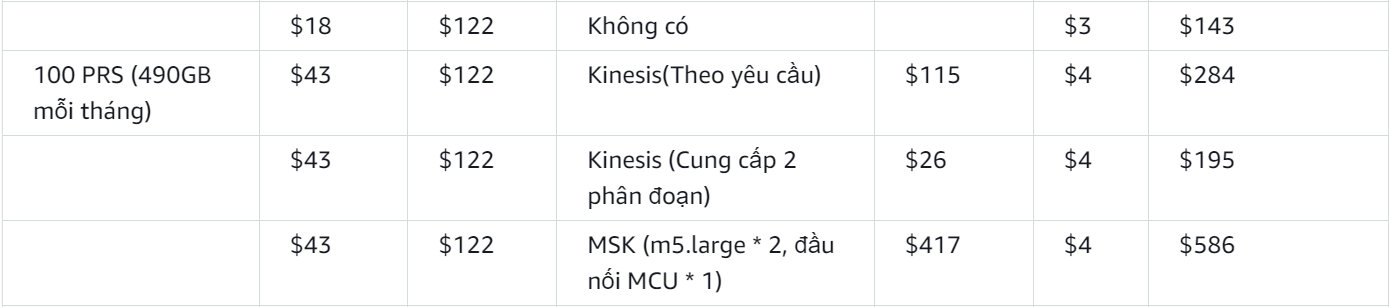 $18 $122 Không có $3 $143
100 PRS (490GB $43 $122 Kinesis(Theo yêu cầu) $115 $4 $284
mỗi tháng)
$43 $122 Kinesis (Cung cấp 2 $26 $4 $195
phân đoạn)
$43 $122 MSK (m5.large * 2, đầu $417 $4 $586
nối MCU * 1)